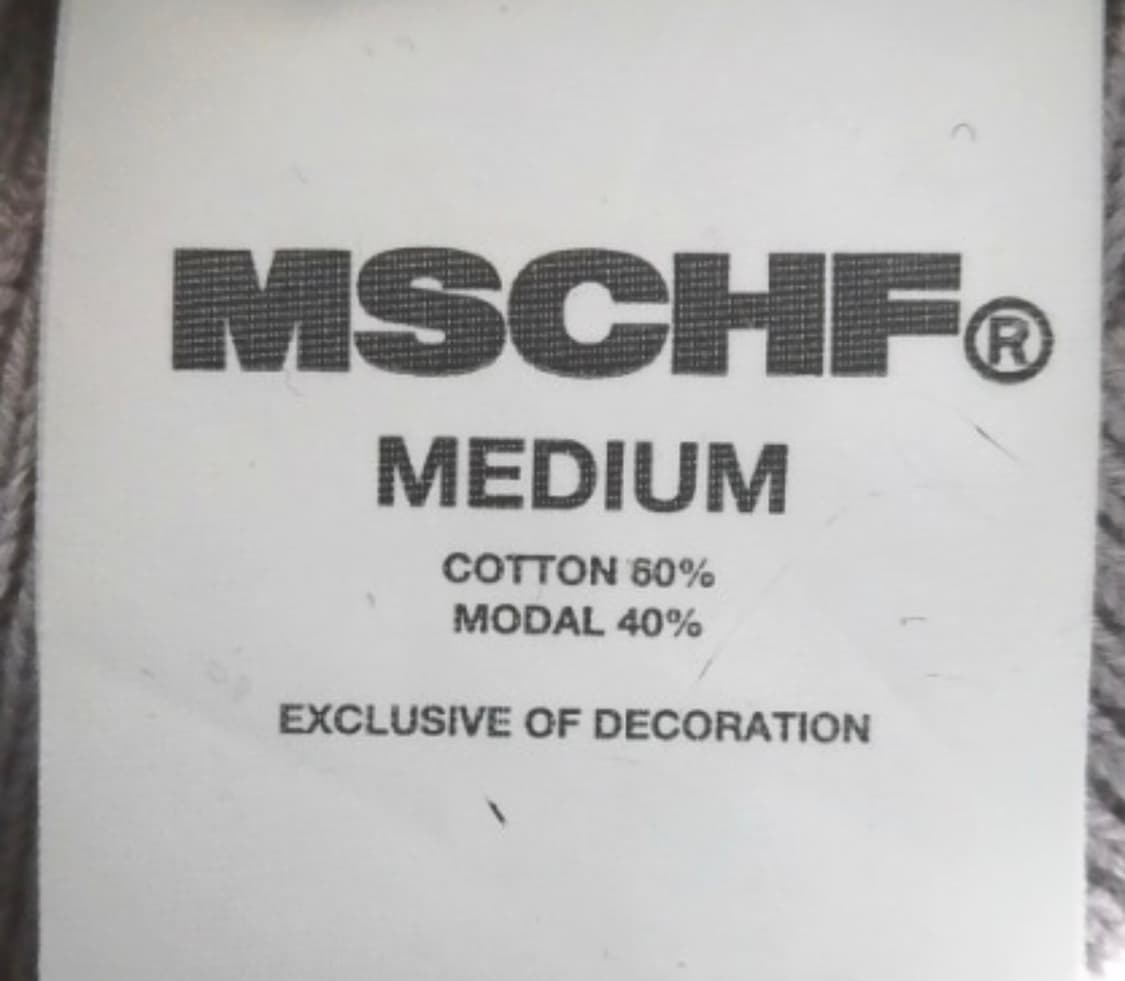 MSCHF®
MEDIUM
COTTON 60%
MODAL 40%
EXCLUSIVE OF DECORATION